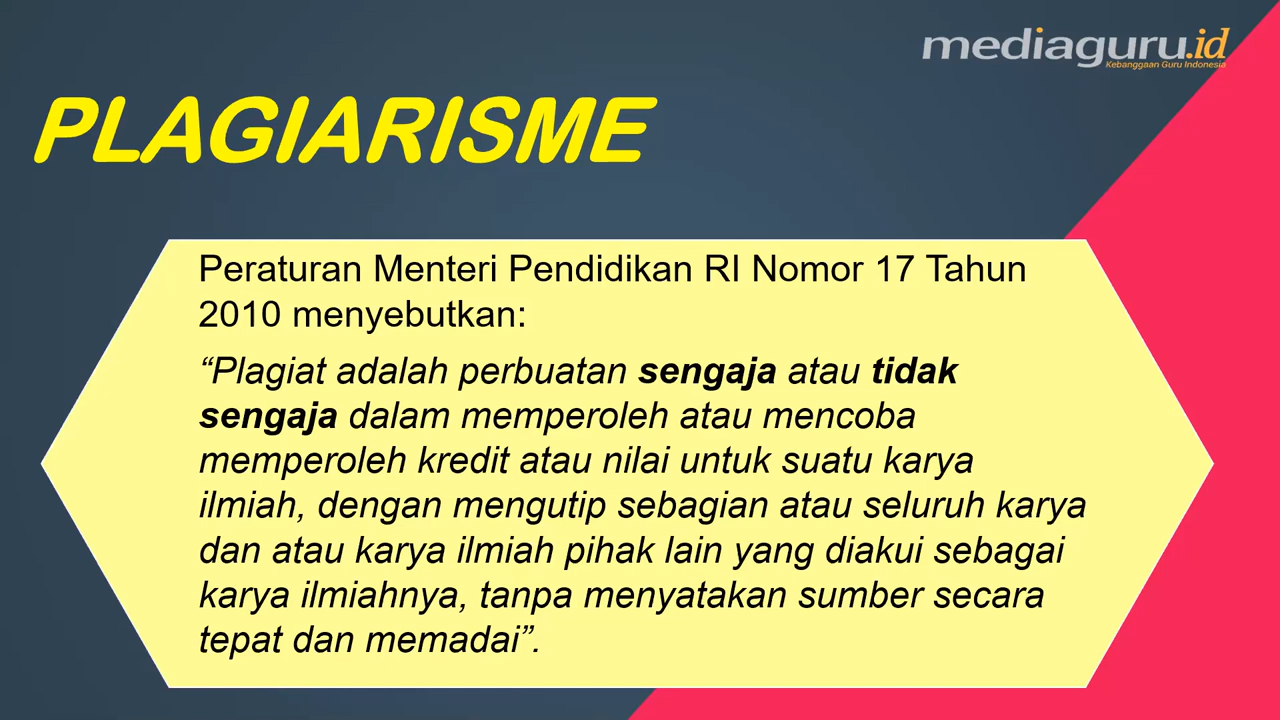 mediaguru.id
Kebanggaan Guru Indonesia
PLAGIARISME
Peraturan Menteri Pendidikan RI Nomor 17 Tahun
2010 menyebutkan:
“Plagiat adalah perbuatan sengaja atau tidak
sengaja dalam memperoleh atau mencoba
memperoleh kredit atau nilai untuk suatu karya
ilmiah, dengan mengutip sebagian atau seluruh karya
dan atau karya ilmiah pihak lain yang diakui sebagai
karya ilmiahnya, tanpa menyatakan sumber secara
tepat dan memadai”.